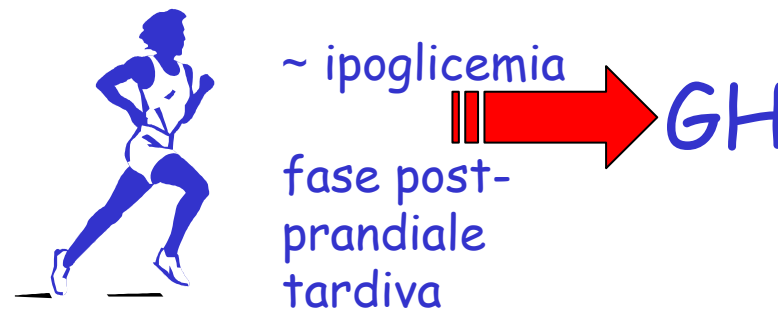 ~ ipoglicemia
GH
fase post-
prandiale
tardiva